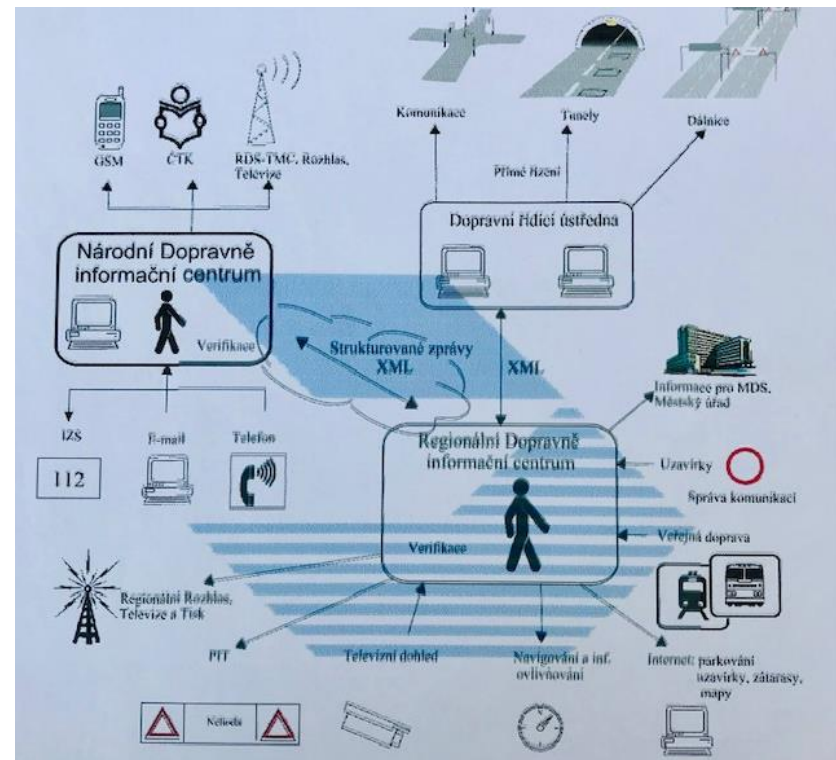 Komunikace
Tunely
Dálnice
GSM
ČTK
RDS-TMC, Rozhlas,
Televize
Přímé řízení
Dopravní řídicí ústředna
Národní Dopravně
informační centrum
Verifikace
Strukturované zprávy
XML
XML
Informace pro MDS,
Městský úřad
IZS
E-mail
Telefon
112
Regionální Dopravně
informační centrum
Uzavírky
Správa komunikací
Verifikace
Veřejná doprava
Regionální Rozhlas,
Televize a Tisk
PIT
Televizní dohled
Navigování a inf.
ovlivňování
Internet: parkování
uzavírky, zátarasy,
mapy
Nehoda